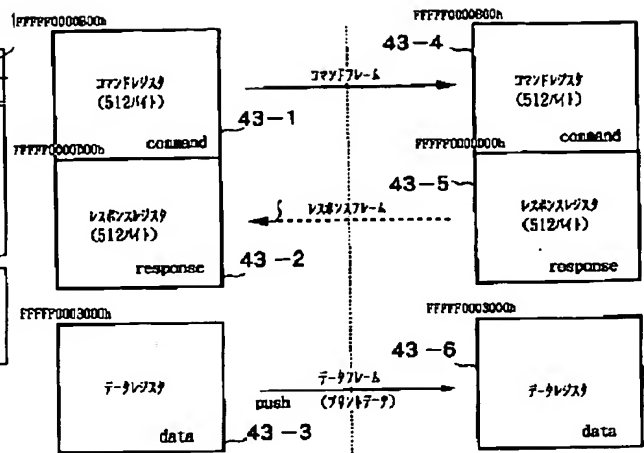 1
FFFFF0000B00h
コマンドレジスタ
(512バイト)
command
43-1
FFFFF0000D00h
レスポンスレジスタ
(512バイト)
response
43-2
FFFFF0003000h
データレジスタ
data
43-3
コマンドフレーム
レスポンスフレーム
データフレーム
push
(プリントデータ)
FFFFF0000B00h
43-4
コマンドレジスタ
(512バイト)
command
FFFFF0000D00h
43-5
レスポンスレジスタ
(512バイト)
response
FFFFF0003000h
43-6
データレジスタ
data